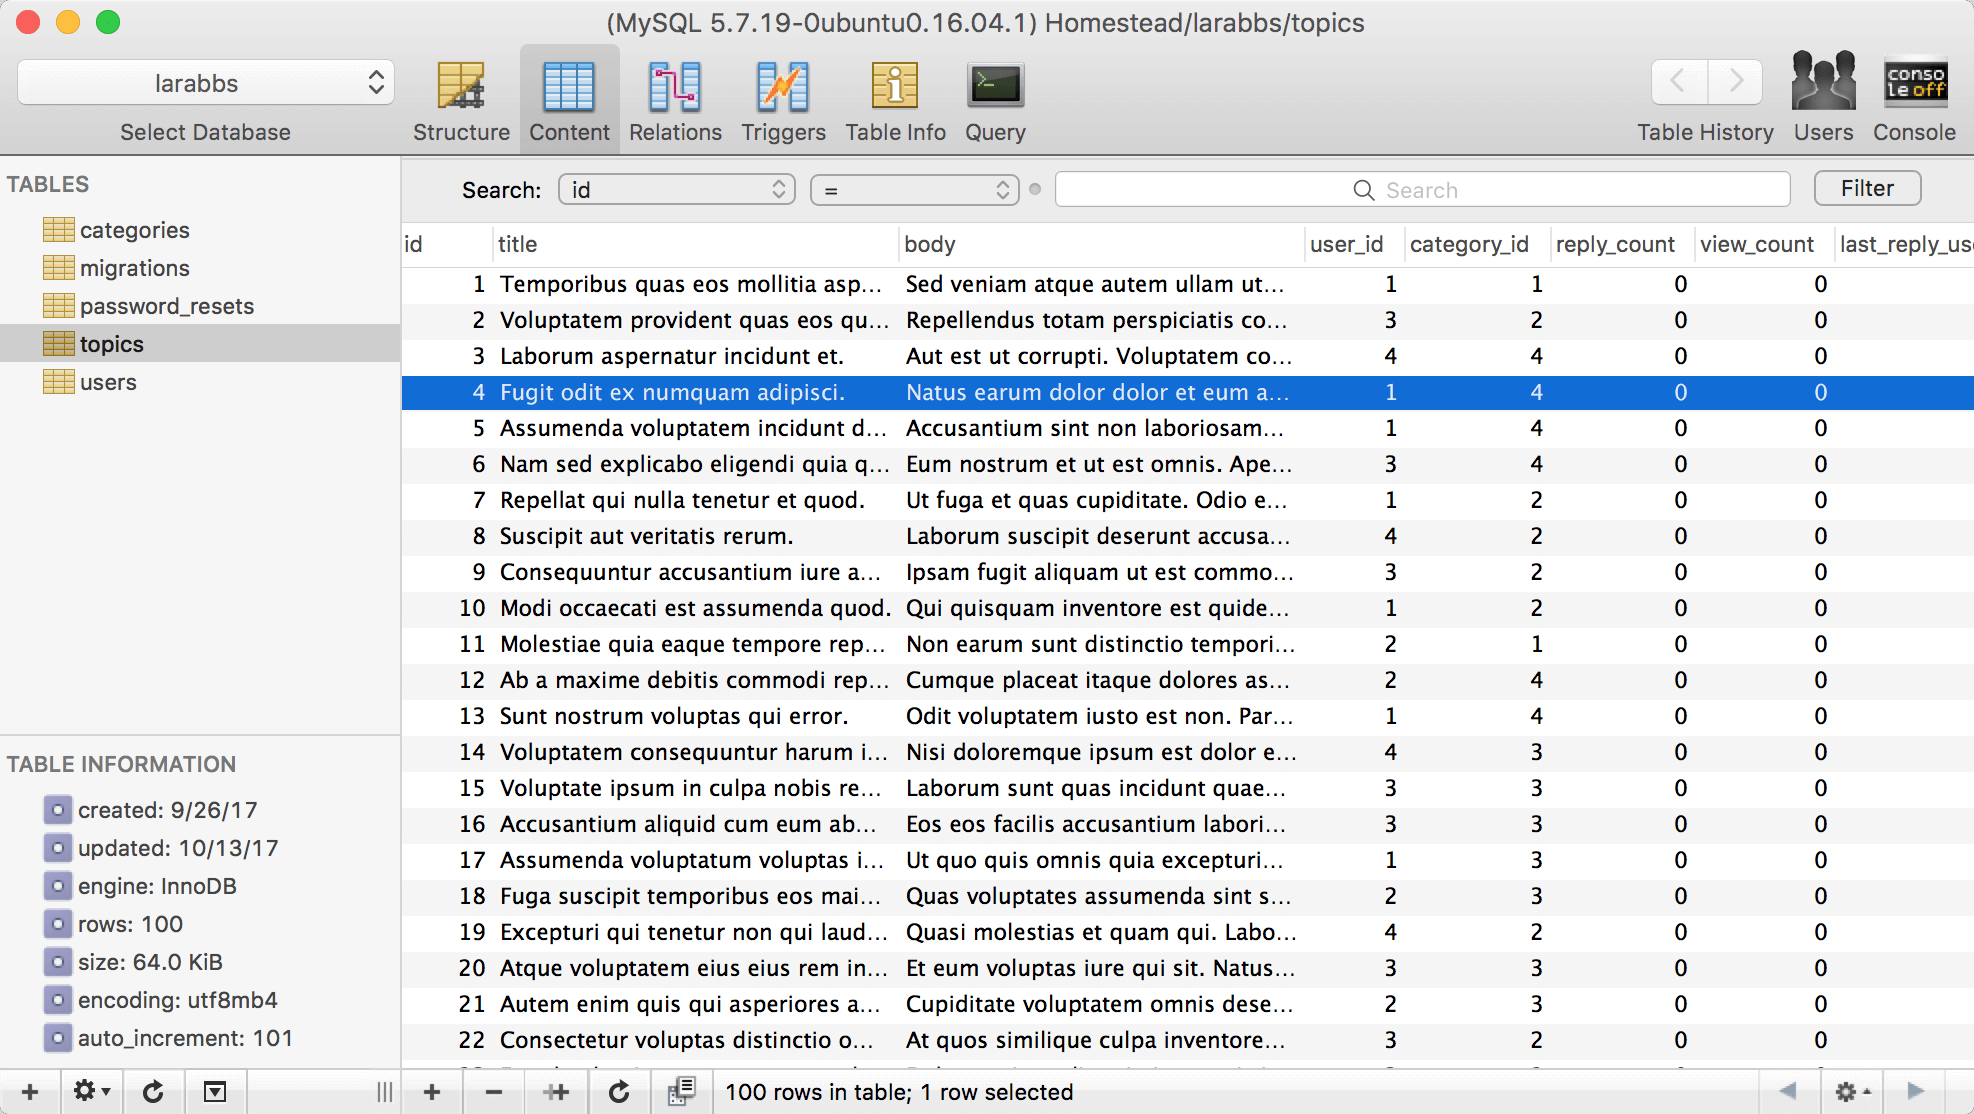 (MySQL 5.7.19-0ubuntu0.16.04.1) Homestead/larabbs/topics
larabbs
Select Database
Structure Content Relations Triggers Table Info Query
Table History Users Console
conso
le off
TABLES
categories
migrations
password_resets
topics
users
TABLE INFORMATION
created: 9/26/17
updated: 10/13/17
engine: InnoDB
rows: 100
size: 64.0 KiB
encoding: utf8mb4
auto_increment: 101
Search: id = Search Filter
id title body user_id category_id reply_count view_count last_reply_us
1 Temporibus quas eos mollitia asp... Sed veniam atque autem ullam ut... 1 1 0 0
2 Voluptatem provident quas eos qu... Repellendus totam perspiciatis co... 3 2 0 0
3 Laborum aspernatur incidunt et. Aut est ut corrupti. Voluptatem co... 4 4 0 0
4 Fugit odit ex numquam adipisci. Natus earum dolor dolor et eum a... 1 4 0 0
5 Assumenda voluptatem incidunt d... Accusantium sint non laboriosam... 1 4 0 0
6 Nam sed explicabo eligendi quia q... Eum nostrum et ut est omnis. Ape... 3 4 0 0
7 Repellat qui nulla tenetur et quod. Ut fuga et quas cupiditate. Odio e... 1 2 0 0
8 Suscipit aut veritatis rerum. Laborum suscipit deserunt accusa... 4 2 0 0
9 Consequuntur accusantium iure a... Ipsam fugit aliquam ut est commo... 3 2 0 0
10 Modi occaecati est assumenda quod. Qui quisquam inventore est quide... 1 2 0 0
11 Molestiae quia eaque tempore rep... Non earum sunt distinctio tempori... 2 1 0 0
12 Ab a maxime debitis commodi rep... Cumque placeat itaque dolores as... 2 4 0 0
13 Sunt nostrum voluptas qui error. Odit voluptatem iusto est non. Par... 1 4 0 0
14 Voluptatem consequuntur harum i... Nisi doloremque ipsum est dolor e... 4 3 0 0
15 Voluptate ipsum in culpa nobis re... Laborum sunt quas incidunt quae... 3 3 0 0
16 Accusantium aliquid cum eum ab... Eos eos facilis accusantium labori... 3 3 0 0
17 Assumenda voluptatum voluptas i... Ut quo quis omnis quia excepturi... 1 3 0 0
18 Fuga suscipit temporibus eos mai... Quas voluptates assumenda sint s... 2 3 0 0
19 Excepturi qui tenetur non qui laud... Quasi molestias et quam qui. Labo... 4 2 0 0
20 Atque voluptatem eius eius rem in... Et eum voluptas iure qui sit. Natus... 3 3 0 0
21 Autem enim quis qui asperiores a... Cupiditate voluptatem omnis dese... 2 3 0 0
22 Consectetur voluptas distinctio o... At quos similique culpa inventore... 3 2 0 0
100 rows in table; 1 row selected